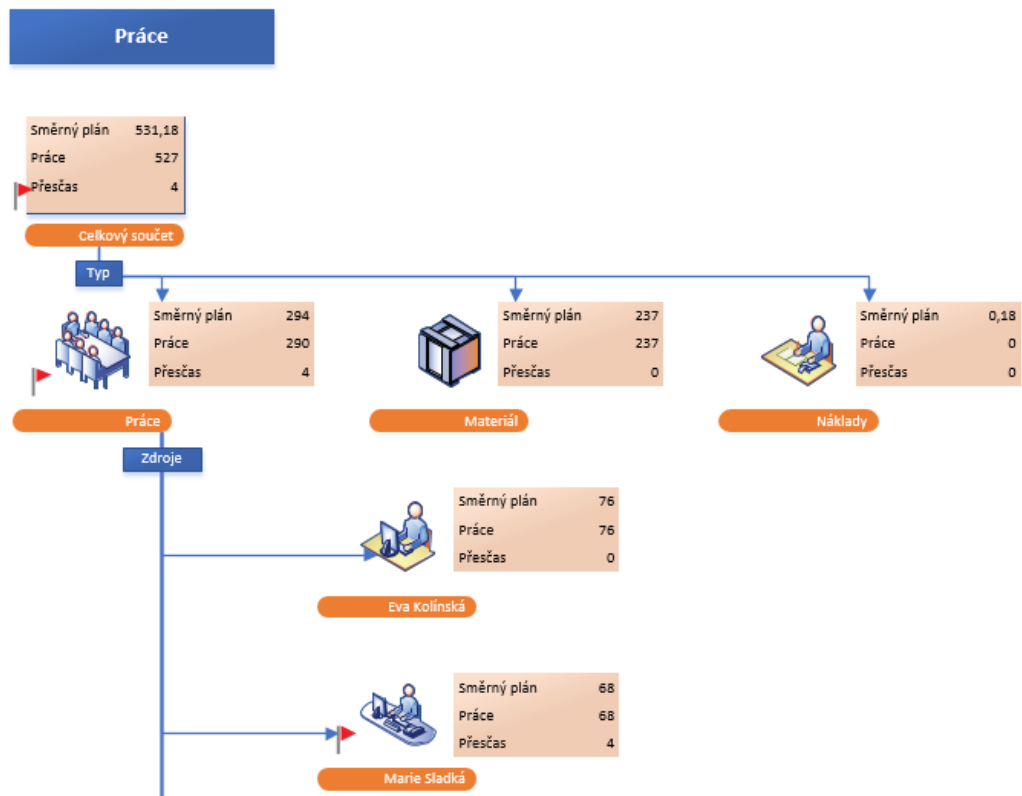 Práce
Směrný plán 531,18
Práce 527
Přesčas 4
Celkový součet
Typ
Směrný plán 294
Práce 290
Přesčas 4
Práce
Směrný plán 237
Práce 237
Přesčas 0
Materiál
Směrný plán 0,18
Práce 0
Přesčas 0
Náklady
Zdroje
Směrný plán 76
Práce 76
Přesčas 0
Eva Kolínská
Směrný plán 68
Práce 68
Přesčas 4
Marie Sladká